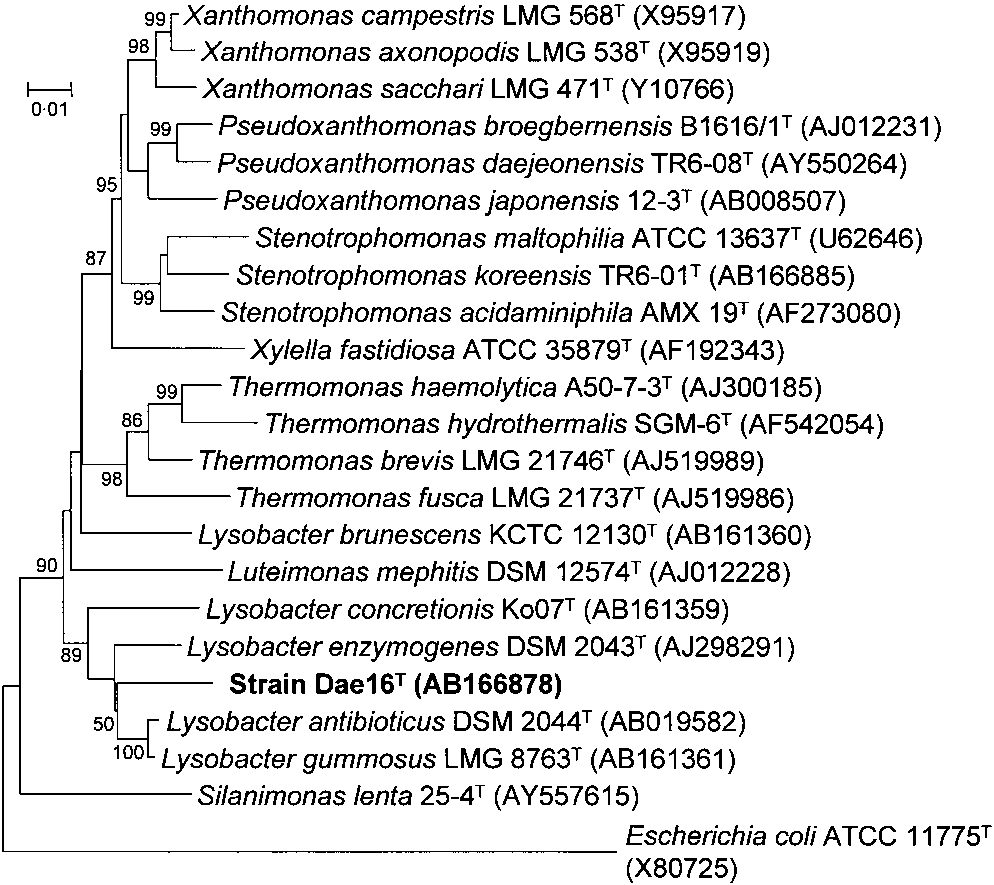 99 Xanthomonas campestris LMG 568T (X95917)
98 Xanthomonas axonopodis LMG 538T (X95919)
Xanthomonas sacchari LMG 471T (Y10766)
0·01
99 Pseudoxanthomonas broegbernensis B1616/1T (AJ012231)
Pseudoxanthomonas daejeonensis TR6-08T (AY550264)
95
Pseudoxanthomonas japonensis 12-3T (AB008507)
Stenotrophomonas maltophilia ATCC 13637T (U62646)
87
Stenotrophomonas koreensis TR6-01T (AB166885)
99
Stenotrophomonas acidaminiphila AMX 19T (AF273080)
Xylella fastidiosa ATCC 35879T (AF192343)
99 Thermomonas haemolytica A50-7-3T (AJ300185)
86 Thermomonas hydrothermalis SGM-6T (AF542054)
Thermomonas brevis LMG 21746T (AJ519989)
98
Thermomonas fusca LMG 21737T (AJ519986)
Lysobacter brunescens KCTC 12130T (AB161360)
90 Luteimonas mephitis DSM 12574T (AJ012228)
Lysobacter concretionis Ko07T (AB161359)
89 Lysobacter enzymogenes DSM 2043T (AJ298291)
Strain Dae16T (AB166878)
50 Lysobacter antibioticus DSM 2044T (AB019582)
100 Lysobacter gummosus LMG 8763T (AB161361)
Silanimonas lenta 25-4T (AY557615)
Escherichia coli ATCC 11775T
(X80725)